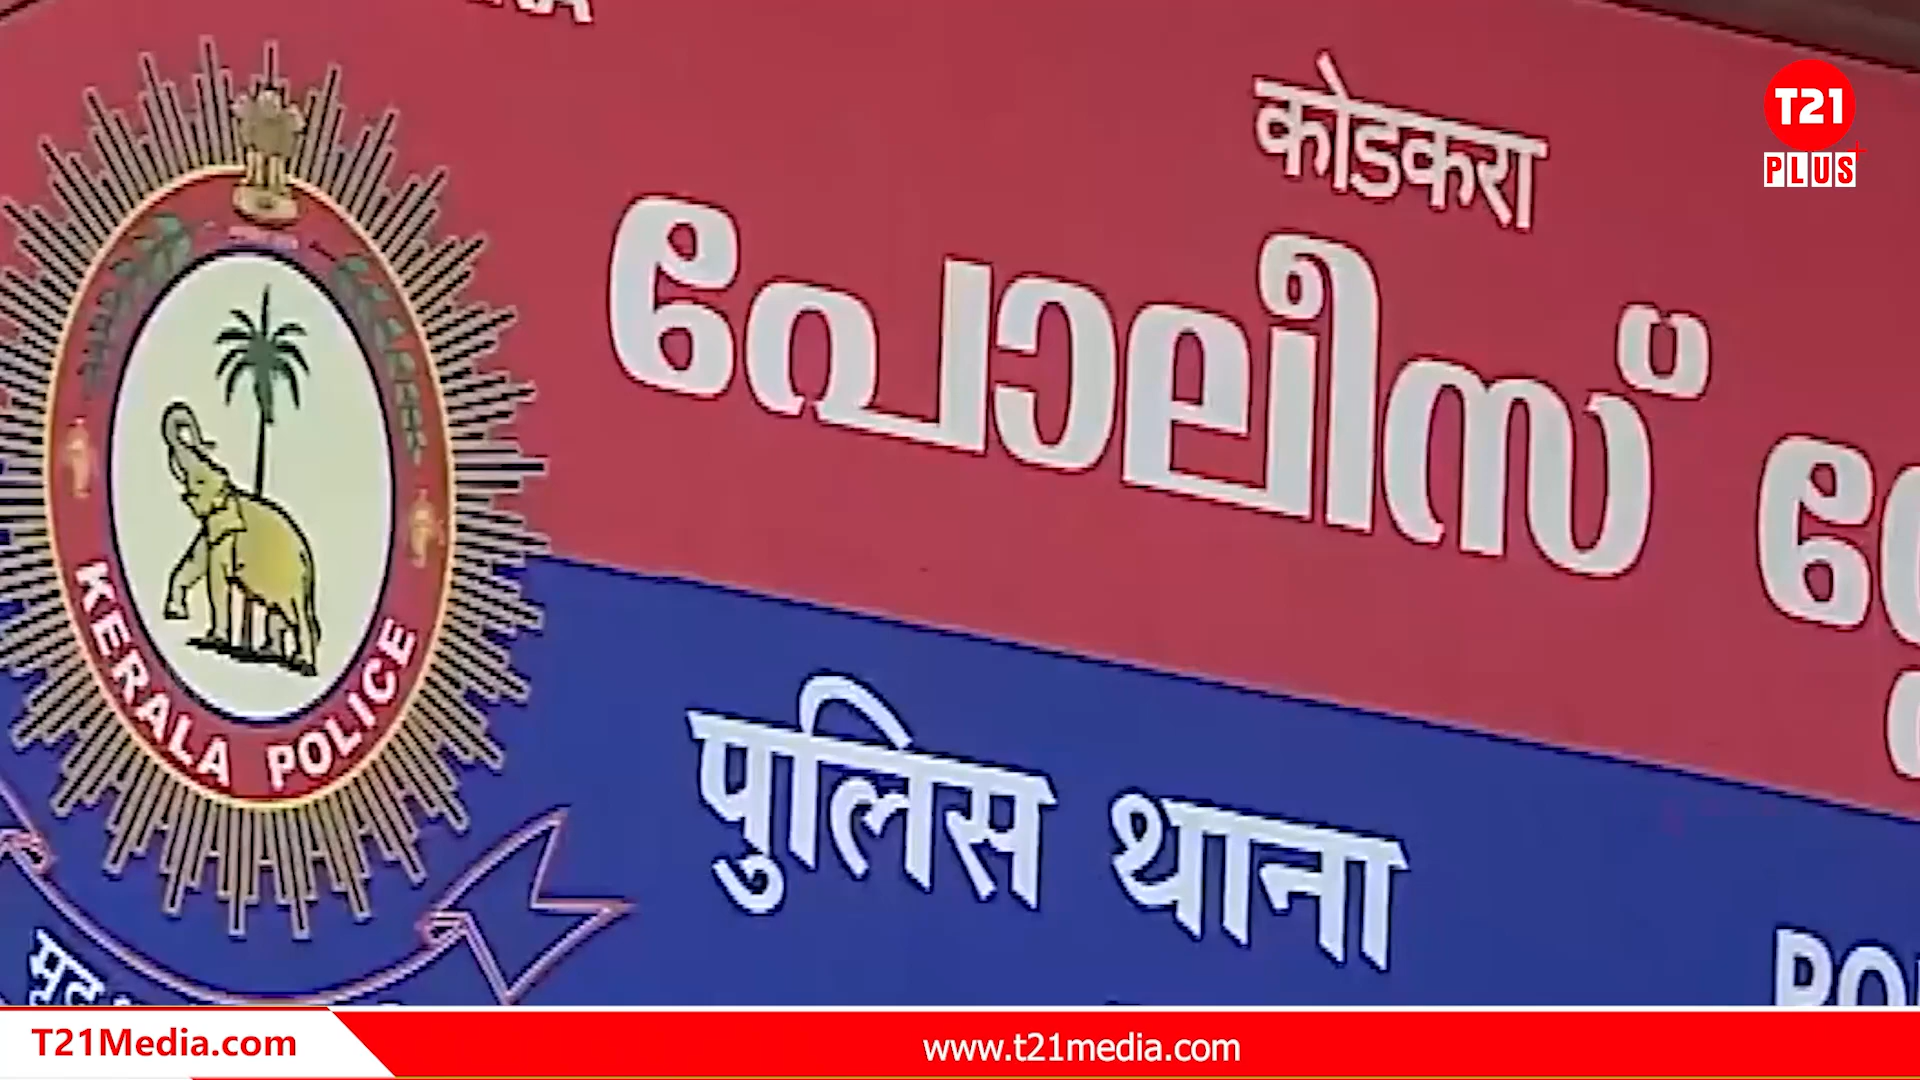 कोडकरा
T21
PLUS+
പോലീസ്
KERALA POLICE
पुलिस थाना
T21Media.com
www.t21media.com